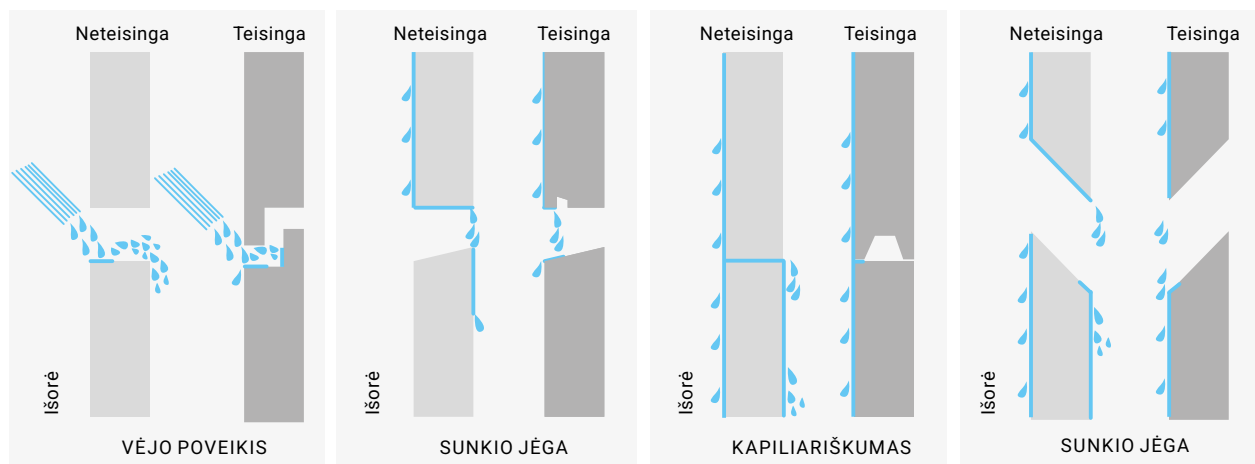 Neteisinga Teisinga
Išorė
VĖJO POVEIKIS
Neteisinga Teisinga
Išorė
SUNKIO JĖGA
Neteisinga Teisinga
Išorė
KAPILIARIŠKUMAS
Neteisinga Teisinga
Išorė
SUNKIO JĖGA